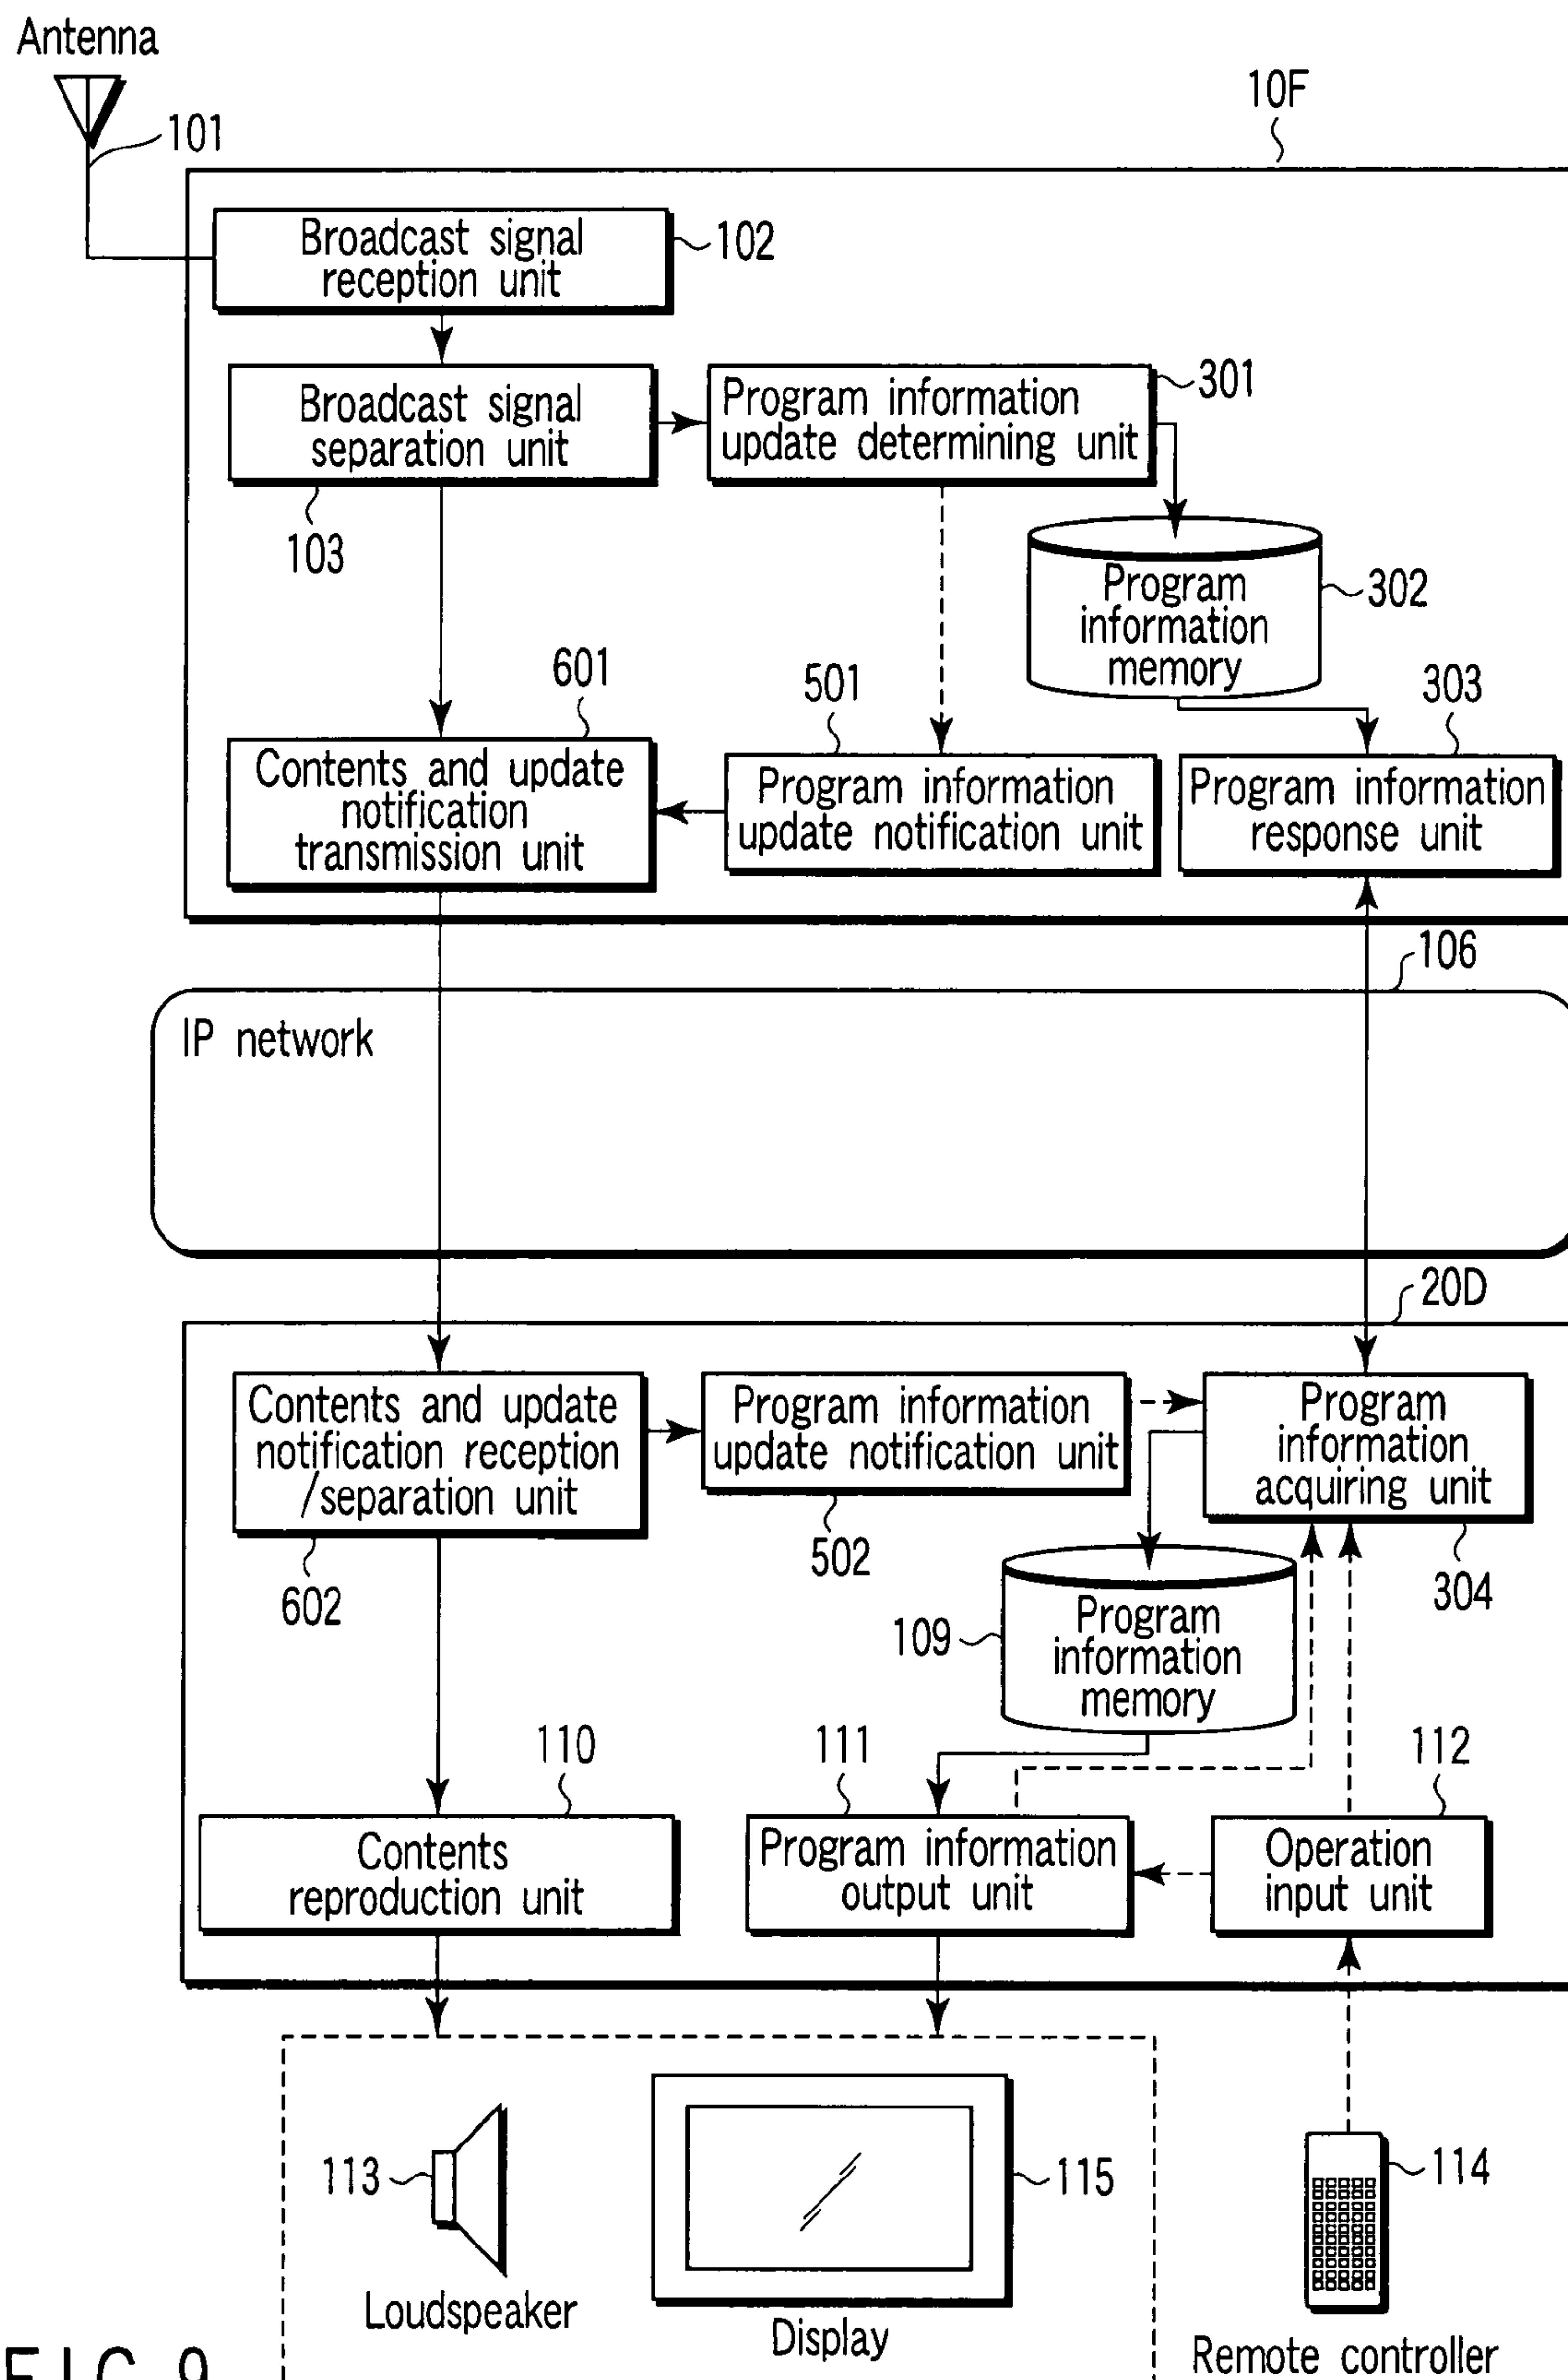 Antenna
101
10F
Broadcast signal
reception unit
102
Broadcast signal
separation unit
103
Program information
update determining unit
301
Program
information
memory
302
601
501
303
Contents and update
notification
transmission unit
Program information
update notification unit
Program information
response unit
106
IP network
20D
Contents and update
notification reception
/separation unit
602
Program information
update notification unit
502
Program
information
acquiring unit
304
109
Program
information
memory
110
111
112
Contents
reproduction unit
Program information
output unit
Operation
input unit
113
115
114
Loudspeaker
Display
Remote controller
FIG. 9